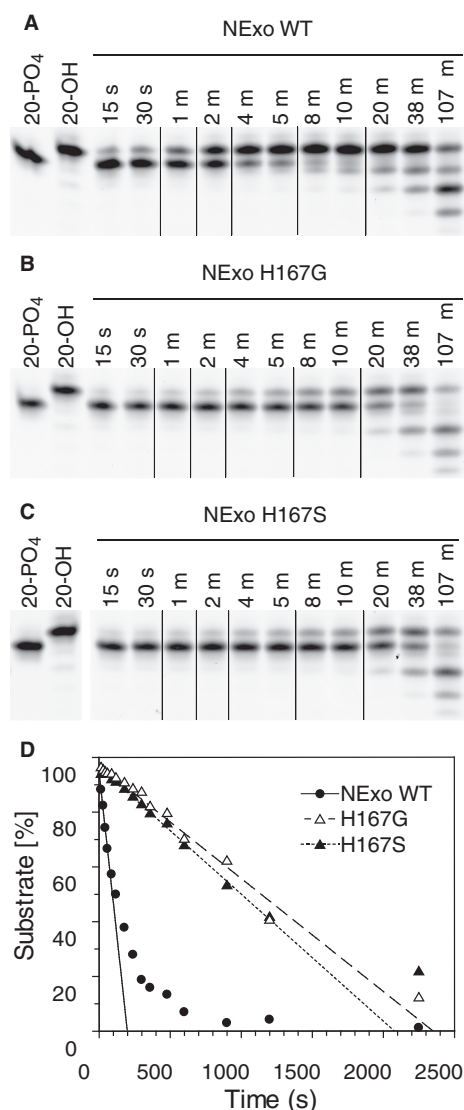 A
NExo WT
20-PO4
20-OH
15 s
30 s
1 m
2 m
4 m
5 m
8 m
10 m
20 m
38 m
107 m
B
NExo H167G
20-PO4
20-OH
15 s
30 s
1 m
2 m
4 m
5 m
8 m
10 m
20 m
38 m
107 m
C
NExo H167S
20-PO4
20-OH
15 s
30 s
1 m
2 m
4 m
5 m
8 m
10 m
20 m
38 m
107 m
D
100
80
60
40
20
0
Substrate [%]
NExo WT
H167G
H167S
0
500
1000
1500
2000
2500
Time (s)